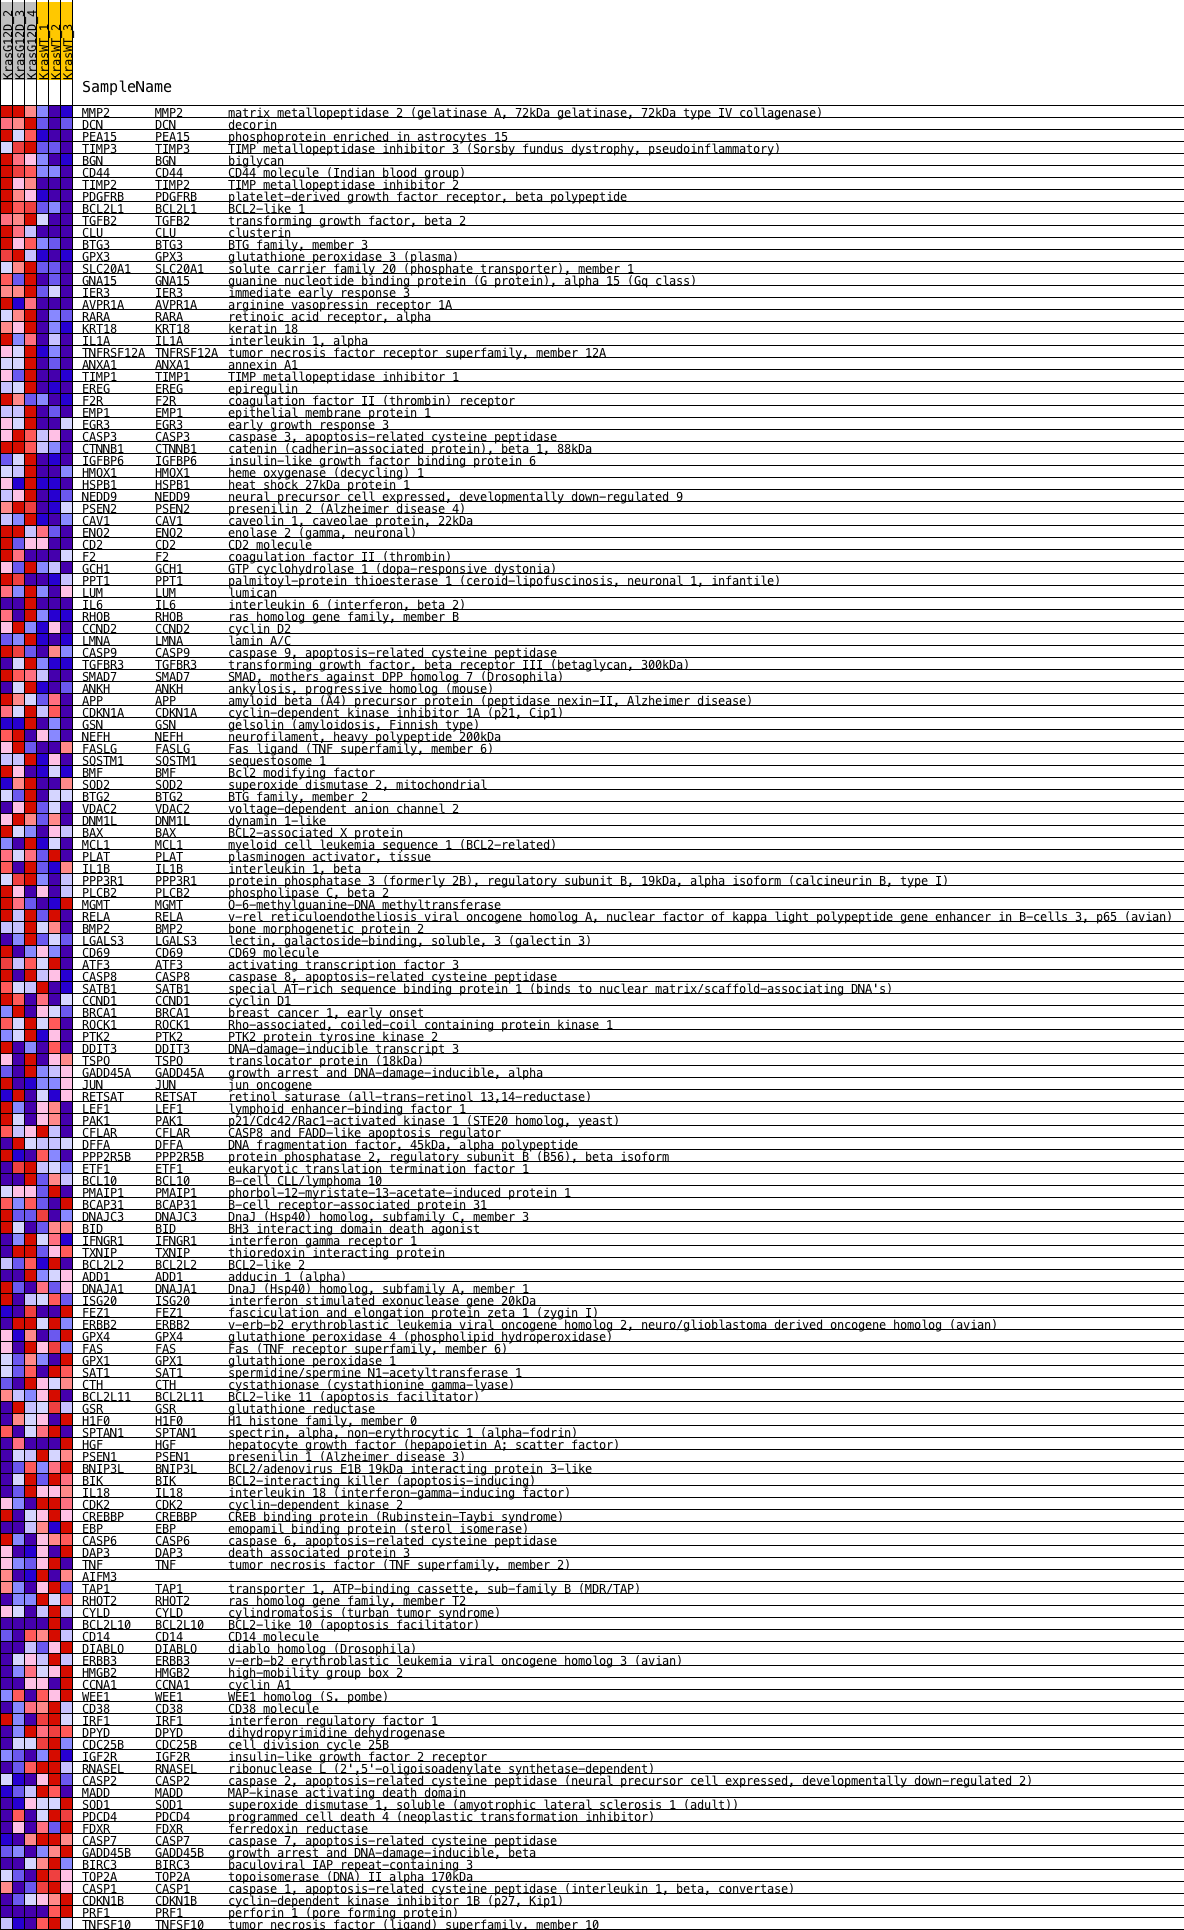 KrasG12D_2
KrasG12D_3
KrasG12D_4
KrasWT_1
KrasWT_2
KrasWT_3
SampleName
MMP2 MMP2 matrix metallopeptidase 2 (gelatinase A, 72kDa gelatinase, 72kDa type IV collagenase)
DCN DCN decorin
PEA15 PEA15 phosphoprotein enriched in astrocytes 15
TIMP3 TIMP3 TIMP metallopeptidase inhibitor 3 (Sorsby fundus dystrophy, pseudoinflammatory)
BGN BGN biglycan
CD44 CD44 CD44 molecule (Indian blood group)
TIMP2 TIMP2 TIMP metallopeptidase inhibitor 2
PDGFRB PDGFRB platelet-derived growth factor receptor, beta polypeptide
BCL2L1 BCL2L1 BCL2-like 1
TGFB2 TGFB2 transforming growth factor, beta 2
CLU CLU clusterin
BTG3 BTG3 BTG family, member 3
GPX3 GPX3 glutathione peroxidase 3 (plasma)
SLC20A1 SLC20A1 solute carrier family 20 (phosphate transporter), member 1
GNA15 GNA15 guanine nucleotide binding protein (G protein), alpha 15 (Gq class)
IER3 IER3 immediate early response 3
AVPR1A AVPR1A arginine vasopressin receptor 1A
RARA RARA retinoic acid receptor, alpha
KRT18 KRT18 keratin 18
IL1A IL1A interleukin 1, alpha
TNFRSF12A TNFRSF12A tumor necrosis factor receptor superfamily, member 12A
ANXA1 ANXA1 annexin A1
TIMP1 TIMP1 TIMP metallopeptidase inhibitor 1
EREG EREG epiregulin
F2R F2R coagulation factor II (thrombin) receptor
EMP1 EMP1 epithelial membrane protein 1
EGR3 EGR3 early growth response 3
CASP3 CASP3 caspase 3, apoptosis-related cysteine peptidase
CTNNB1 CTNNB1 catenin (cadherin-associated protein), beta 1, 88kDa
IGFBP6 IGFBP6 insulin-like growth factor binding protein 6
HMOX1 HMOX1 heme oxygenase (decycling) 1
HSPB1 HSPB1 heat shock 27kDa protein 1
NEDD9 NEDD9 neural precursor cell expressed, developmentally down-regulated 9
PSEN2 PSEN2 presenilin 2 (Alzheimer disease 4)
CAV1 CAV1 caveolin 1, caveolae protein, 22kDa
ENO2 ENO2 enolase 2 (gamma, neuronal)
CD2 CD2 CD2 molecule
F2 F2 coagulation factor II (thrombin)
GCH1 GCH1 GTP cyclohydrolase 1 (dopa-responsive dystonia)
PPT1 PPT1 palmitoyl-protein thioesterase 1 (ceroid-lipofuscinosis, neuronal 1, infantile)
LUM LUM lumican
IL6 IL6 interleukin 6 (interferon, beta 2)
RHOB RHOB ras homolog gene family, member B
CCND2 CCND2 cyclin D2
LMNA LMNA lamin A/C
CASP9 CASP9 caspase 9, apoptosis-related cysteine peptidase
TGFBR3 TGFBR3 transforming growth factor, beta receptor III (betaglycan, 300kDa)
SMAD7 SMAD7 SMAD, mothers against DPP homolog 7 (Drosophila)
ANKH ANKH ankylosis, progressive homolog (mouse)
APP APP amyloid beta (A4) precursor protein (peptidase nexin-II, Alzheimer disease)
CDKN1A CDKN1A cyclin-dependent kinase inhibitor 1A (p21, Cip1)
GSN GSN gelsolin (amyloidosis, Finnish type)
NEFH NEFH neurofilament, heavy polypeptide 200kDa
FASLG FASLG Fas ligand (TNF superfamily, member 6)
SQSTM1 SQSTM1 sequestosome 1
BMF BMF Bcl2 modifying factor
SOD2 SOD2 superoxide dismutase 2, mitochondrial
BTG2 BTG2 BTG family, member 2
VDAC2 VDAC2 voltage-dependent anion channel 2
DNM1L DNM1L dynamin 1-like
BAX BAX BCL2-associated X protein
MCL1 MCL1 myeloid cell leukemia sequence 1 (BCL2-related)
PLAT PLAT plasminogen activator, tissue
IL1B IL1B interleukin 1, beta
PPP3R1 PPP3R1 protein phosphatase 3 (formerly 2B), regulatory subunit B, 19kDa, alpha isoform (calcineurin B, type I)
PLCB2 PLCB2 phospholipase C, beta 2
MGMT MGMT O-6-methylguanine-DNA methyltransferase
RELA RELA v-rel reticuloendotheliosis viral oncogene homolog A, nuclear factor of kappa light polypeptide gene enhancer in B-cells 3, p65 (avian)
BMP2 BMP2 bone morphogenetic protein 2
LGALS3 LGALS3 lectin, galactoside-binding, soluble, 3 (galectin 3)
CD69 CD69 CD69 molecule
ATF3 ATF3 activating transcription factor 3
CASP8 CASP8 caspase 8, apoptosis-related cysteine peptidase
SATB1 SATB1 special AT-rich sequence binding protein 1 (binds to nuclear matrix/scaffold-associating DNA's)
CCND1 CCND1 cyclin D1
BRCA1 BRCA1 breast cancer 1, early onset
ROCK1 ROCK1 Rho-associated, coiled-coil containing protein kinase 1
PTK2 PTK2 PTK2 protein tyrosine kinase 2
DDIT3 DDIT3 DNA-damage-inducible transcript 3
TSPO TSPO translocator protein (18kDa)
GADD45A GADD45A growth arrest and DNA-damage-inducible, alpha
JUN JUN jun oncogene
RETSAT RETSAT retinol saturase (all-trans-retinol 13,14-reductase)
LEF1 LEF1 lymphoid enhancer-binding factor 1
PAK1 PAK1 p21/Cdc42/Rac1-activated kinase 1 (STE20 homolog, yeast)
CFLAR CFLAR CASP8 and FADD-like apoptosis regulator
DFFA DFFA DNA fragmentation factor, 45kDa, alpha polypeptide
PPP2R5B PPP2R5B protein phosphatase 2, regulatory subunit B (B56), beta isoform
ETF1 ETF1 eukaryotic translation termination factor 1
BCL10 BCL10 B-cell CLL/lymphoma 10
PMAIP1 PMAIP1 phorbol-12-myristate-13-acetate-induced protein 1
BCAP31 BCAP31 B-cell receptor-associated protein 31
DNAJC3 DNAJC3 DnaJ (Hsp40) homolog, subfamily C, member 3
BID BID BH3 interacting domain death agonist
IFNGR1 IFNGR1 interferon gamma receptor 1
TXNIP TXNIP thioredoxin interacting protein
BCL2L2 BCL2L2 BCL2-like 2
ADD1 ADD1 adducin 1 (alpha)
DNAJA1 DNAJA1 DnaJ (Hsp40) homolog, subfamily A, member 1
ISG20 ISG20 interferon stimulated exonuclease gene 20kDa
FEZ1 FEZ1 fasciculation and elongation protein zeta 1 (zygin I)
ERBB2 ERBB2 v-erb-b2 erythroblastic leukemia viral oncogene homolog 2, neuro/glioblastoma derived oncogene homolog (avian)
GPX4 GPX4 glutathione peroxidase 4 (phospholipid hydroperoxidase)
FAS FAS Fas (TNF receptor superfamily, member 6)
GPX1 GPX1 glutathione peroxidase 1
SAT1 SAT1 spermidine/spermine N1-acetyltransferase 1
CTH CTH cystathionase (cystathionine gamma-lyase)
BCL2L11 BCL2L11 BCL2-like 11 (apoptosis facilitator)
GSR GSR glutathione reductase
H1F0 H1F0 H1 histone family, member 0
SPTAN1 SPTAN1 spectrin, alpha, non-erythrocytic 1 (alpha-fodrin)
HGF HGF hepatocyte growth factor (hepapoietin A; scatter factor)
PSEN1 PSEN1 presenilin 1 (Alzheimer disease 3)
BNIP3L BNIP3L BCL2/adenovirus E1B 19kDa interacting protein 3-like
BIK BIK BCL2-interacting killer (apoptosis-inducing)
IL18 IL18 interleukin 18 (interferon-gamma-inducing factor)
CDK2 CDK2 cyclin-dependent kinase 2
CREBBP CREBBP CREB binding protein (Rubinstein-Taybi syndrome)
EBP EBP emopamil binding protein (sterol isomerase)
CASP6 CASP6 caspase 6, apoptosis-related cysteine peptidase
DAP3 DAP3 death associated protein 3
TNF TNF tumor necrosis factor (TNF superfamily, member 2)
AIFM3
TAP1 TAP1 transporter 1, ATP-binding cassette, sub-family B (MDR/TAP)
RHOT2 RHOT2 ras homolog gene family, member T2
CYLD CYLD cylindromatosis (turban tumor syndrome)
BCL2L10 BCL2L10 BCL2-like 10 (apoptosis facilitator)
CD14 CD14 CD14 molecule
DIABLO DIABLO diablo homolog (Drosophila)
ERBB3 ERBB3 v-erb-b2 erythroblastic leukemia viral oncogene homolog 3 (avian)
HMGB2 HMGB2 high-mobility group box 2
CCNA1 CCNA1 cyclin A1
WEE1 WEE1 WEE1 homolog (S. pombe)
CD38 CD38 CD38 molecule
IRF1 IRF1 interferon regulatory factor 1
DPYD DPYD dihydropyrimidine dehydrogenase
CDC25B CDC25B cell division cycle 25B
IGF2R IGF2R insulin-like growth factor 2 receptor
RNASEL RNASEL ribonuclease L (2',5'-oligoisoadenylate synthetase-dependent)
CASP2 CASP2 caspase 2, apoptosis-related cysteine peptidase (neural precursor cell expressed, developmentally down-regulated 2)
MADD MADD MAP-kinase activating death domain
SOD1 SOD1 superoxide dismutase 1, soluble (amyotrophic lateral sclerosis 1 (adult))
PDCD4 PDCD4 programmed cell death 4 (neoplastic transformation inhibitor)
FDXR FDXR ferredoxin reductase
CASP7 CASP7 caspase 7, apoptosis-related cysteine peptidase
GADD45B GADD45B growth arrest and DNA-damage-inducible, beta
BIRC3 BIRC3 baculoviral IAP repeat-containing 3
TOP2A TOP2A topoisomerase (DNA) II alpha 170kDa
CASP1 CASP1 caspase 1, apoptosis-related cysteine peptidase (interleukin 1, beta, convertase)
CDKN1B CDKN1B cyclin-dependent kinase inhibitor 1B (p27, Kip1)
PRF1 PRF1 perforin 1 (pore forming protein)
TNFSF10 TNFSF10 tumor necrosis factor (ligand) superfamily, member 10